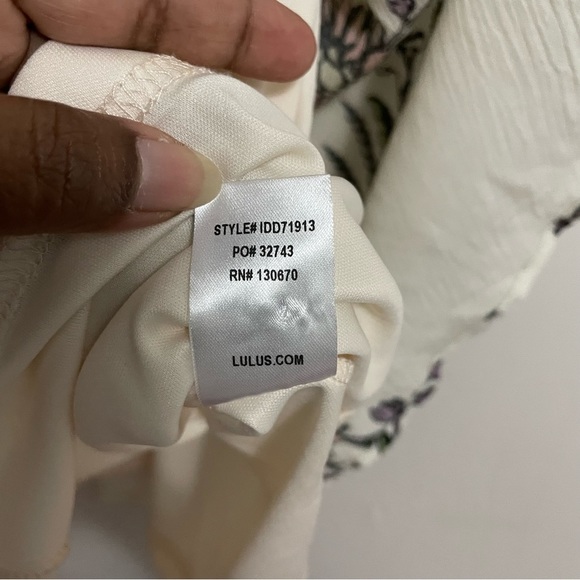 STYLE# IDD71913
PO# 32743
RN# 130670
LULUS.COM